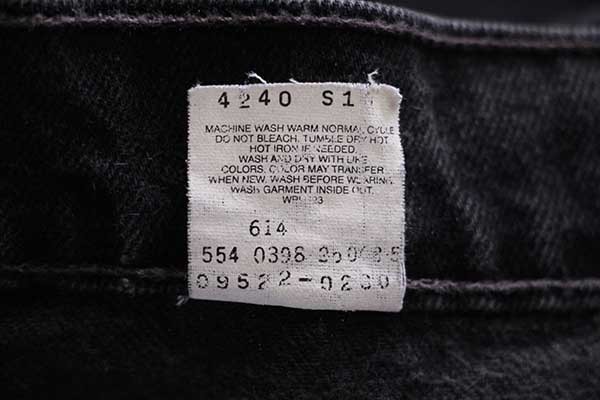 4240 S1
MACHINE WASH WARM NORMAL CYCLE
DO NOT BLEACH. TUMBLE DRY HOT
HOT IRON IF NEEDED.
WASH AND DRY WITH LIKE
COLORS. COLOR MAY TRANSFER
WHEN NEW. WASH BEFORE WEARING
WASH GARMENT INSIDE OUT.
614
554 0398
09522-0230